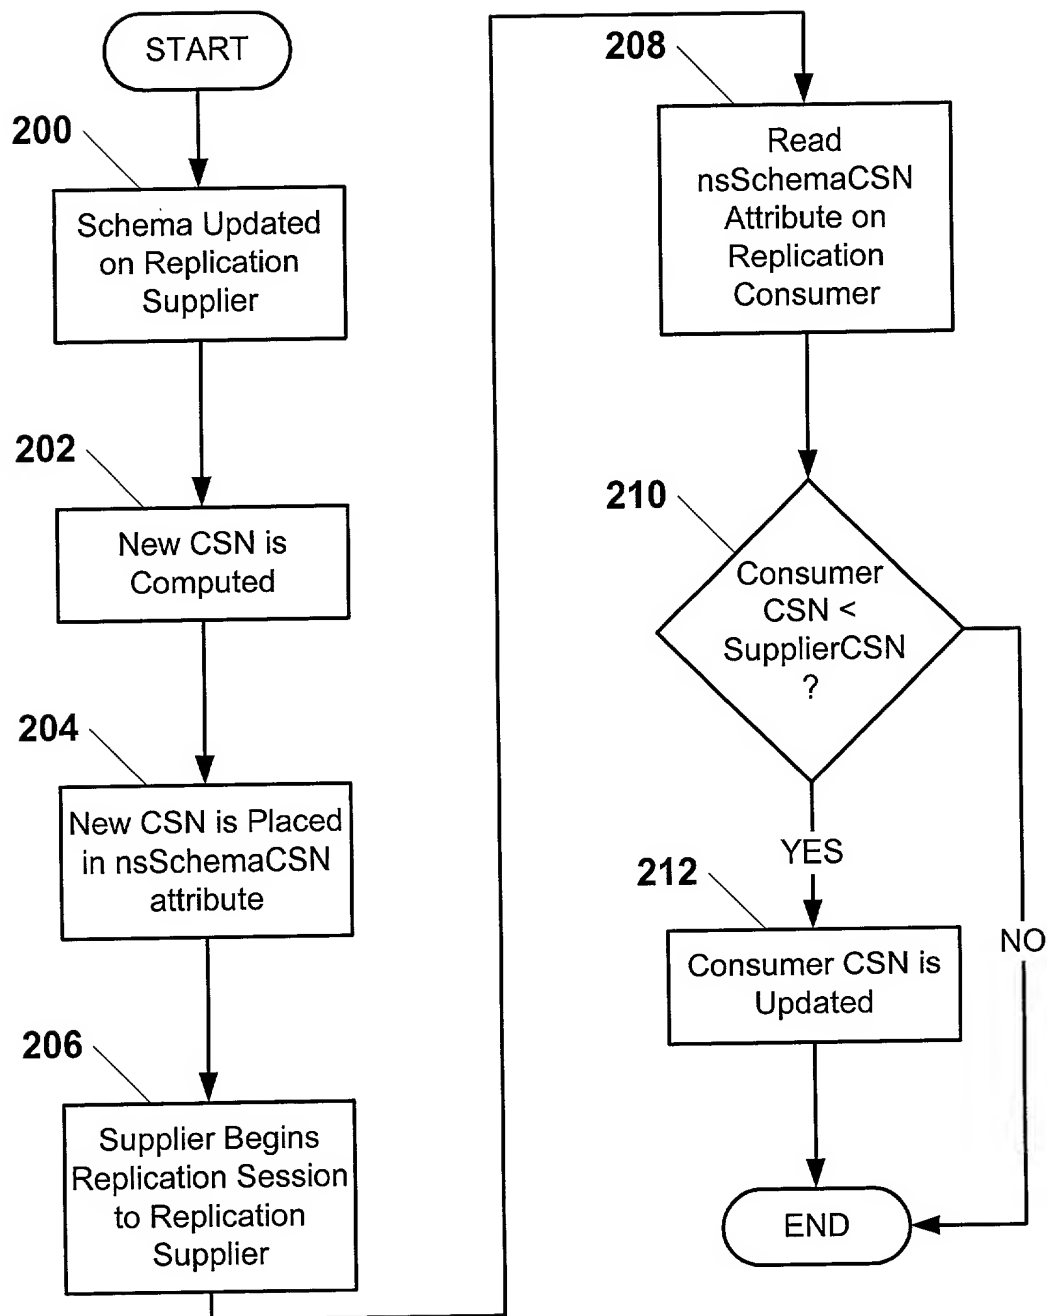 START
200
Schema Updated
on Replication
Supplier
202
New CSN is
Computed
204
New CSN is Placed
in nsSchemaCSN
attribute
206
Supplier Begins
Replication Session
to Replication
Supplier
208
Read
nsSchemaCSN
Attribute on
Replication
Consumer
210
Consumer
CSN <
SupplierCSN
?
YES
NO
212
Consumer CSN is
Updated
END